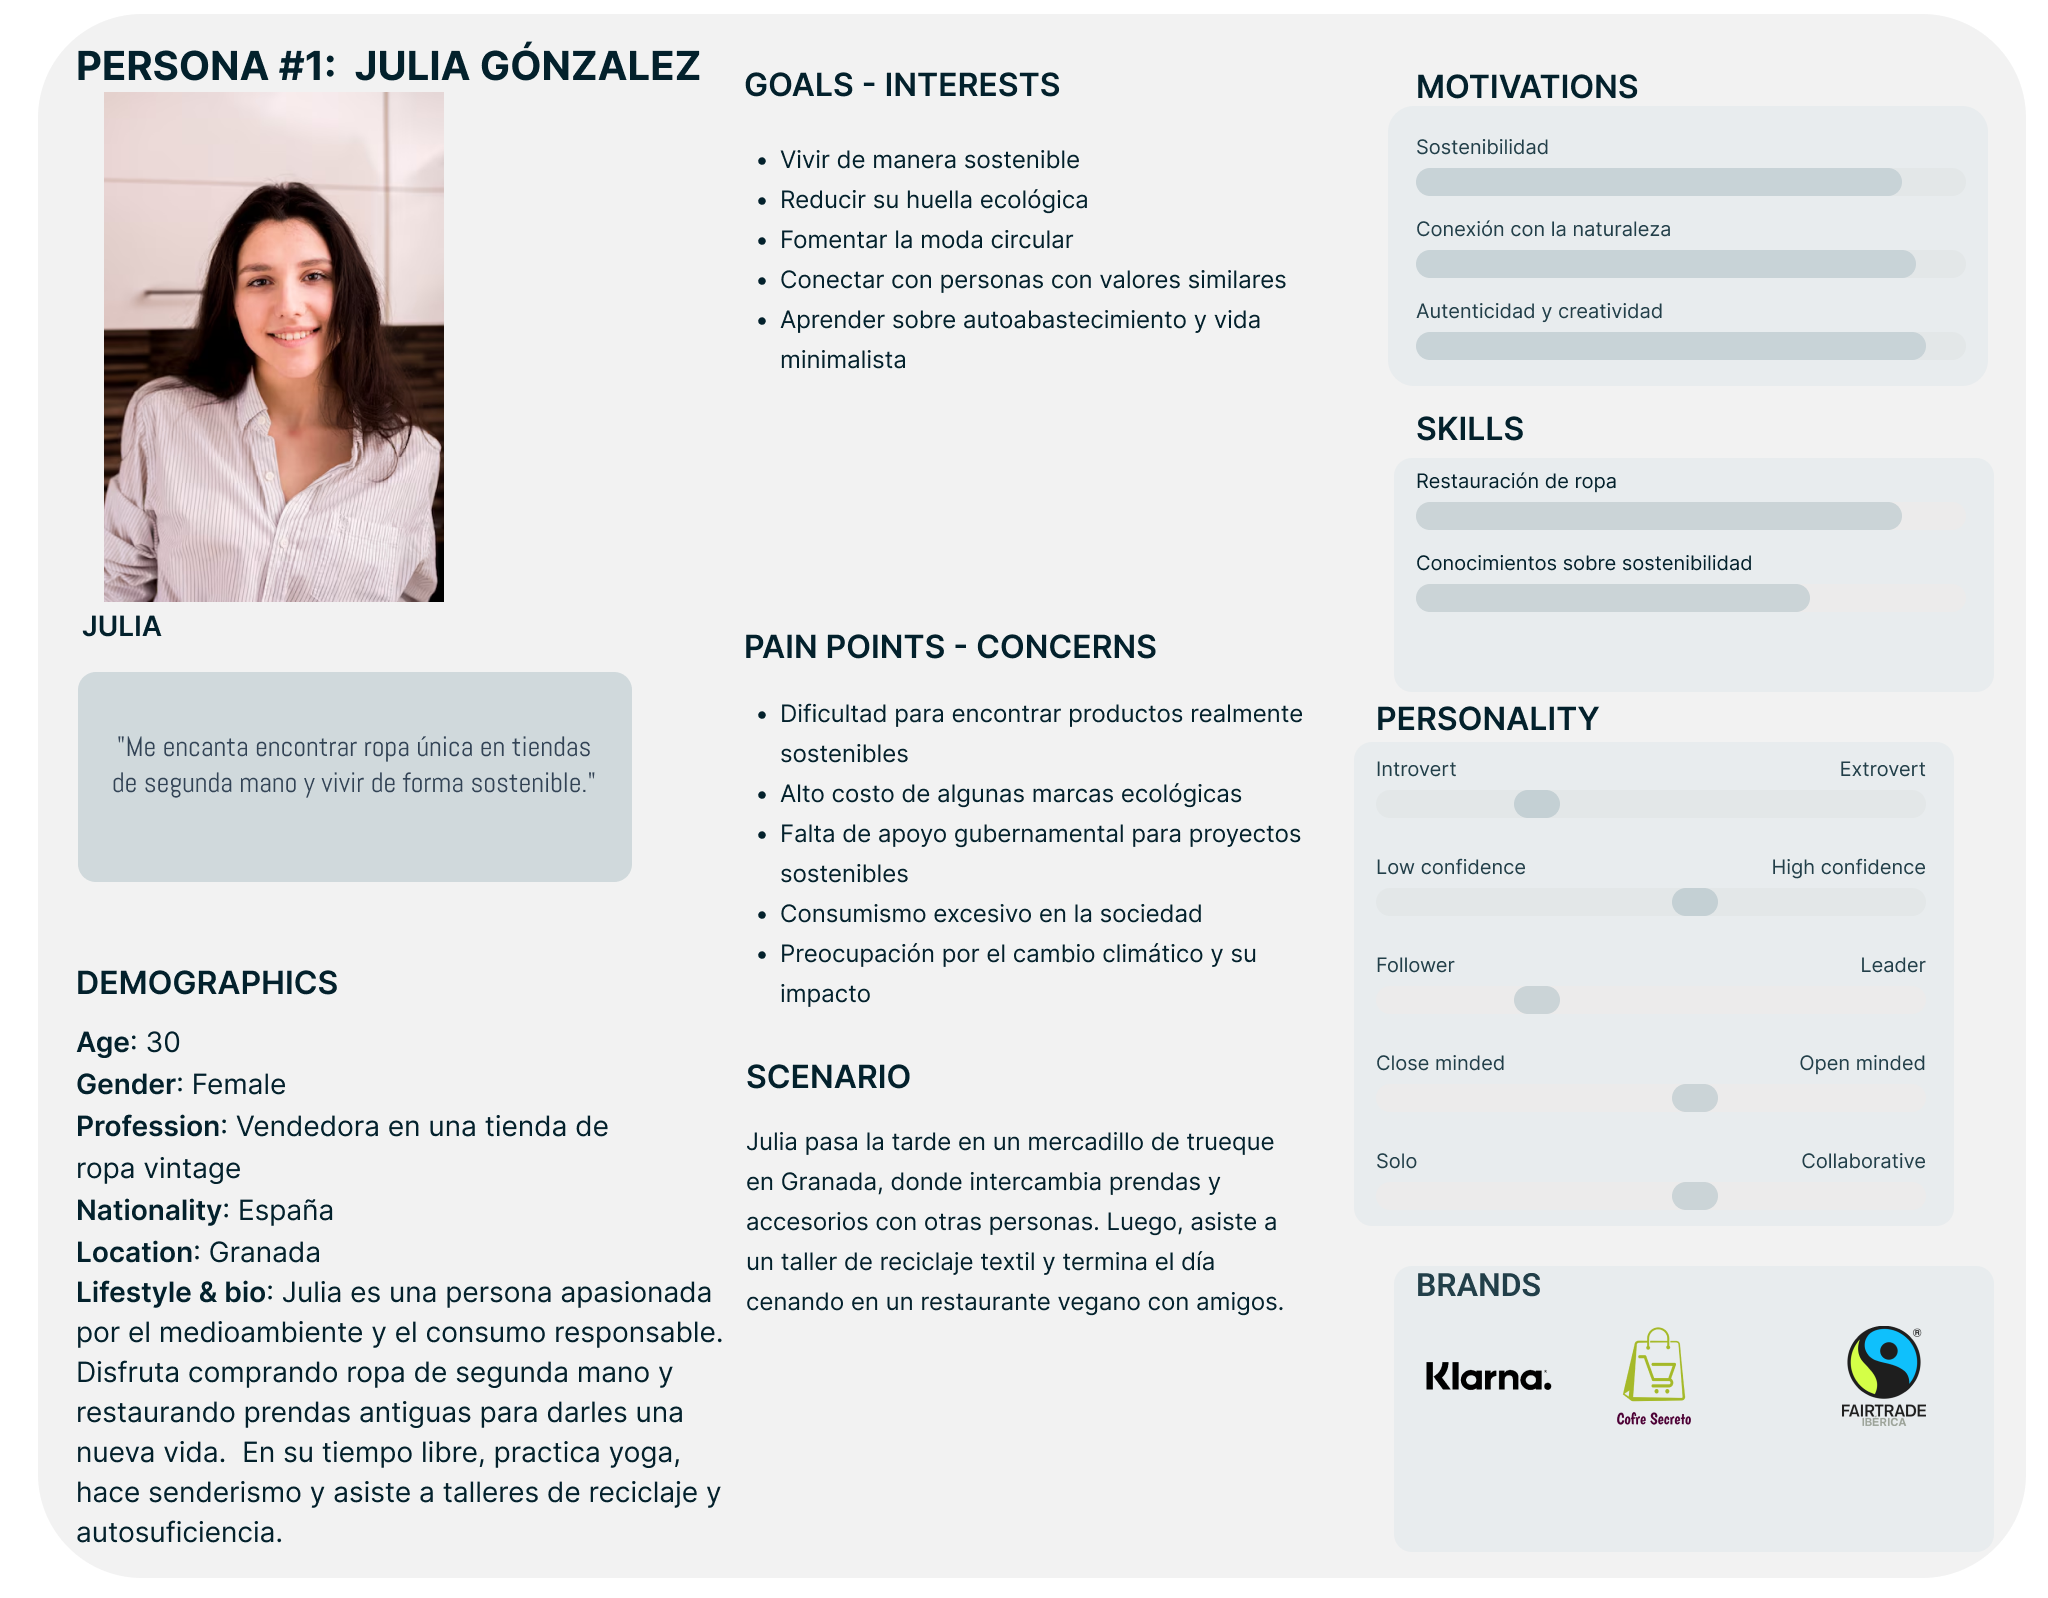 PERSONA #1:  JULIA GÓNZALEZ
JULIA
"Me encanta encontrar ropa única en tiendas
de segunda mano y vivir de forma sostenible."
DEMOGRAPHICS
Age: 30
Gender: Female
Profession: Vendedora en una tienda de
ropa vintage
Nationality: España
Location: Granada
Lifestyle & bio: Julia es una persona apasionada
por el medioambiente y el consumo responsable.
Disfruta comprando ropa de segunda mano y
restaurando prendas antiguas para darles una
nueva vida.  En su tiempo libre, practica yoga,
hace senderismo y asiste a talleres de reciclaje y
autosuficiencia.
GOALS - INTERESTS
• Vivir de manera sostenible
• Reducir su huella ecológica
• Fomentar la moda circular
• Conectar con personas con valores similares
• Aprender sobre autoabastecimiento y vida
minimalista
PAIN POINTS - CONCERNS
• Dificultad para encontrar productos realmente
sostenibles
• Alto costo de algunas marcas ecológicas
• Falta de apoyo gubernamental para proyectos
sostenibles
• Consumismo excesivo en la sociedad
• Preocupación por el cambio climático y su
impacto
SCENARIO
Julia pasa la tarde en un mercadillo de trueque
en Granada, donde intercambia prendas y
accesorios con otras personas. Luego, asiste a
un taller de reciclaje textil y termina el día
cenando en un restaurante vegano con amigos.
MOTIVATIONS
Sostenibilidad
Conexión con la naturaleza
Autenticidad y creatividad
SKILLS
Restauración de ropa
Conocimientos sobre sostenibilidad
PERSONALITY
Introvert Extrovert
Low confidence High confidence
Follower Leader
Close minded Open minded
Solo Collaborative
BRANDS
Klarna.
Cofre Secreto
®
FAIRTRADE
IBERICA